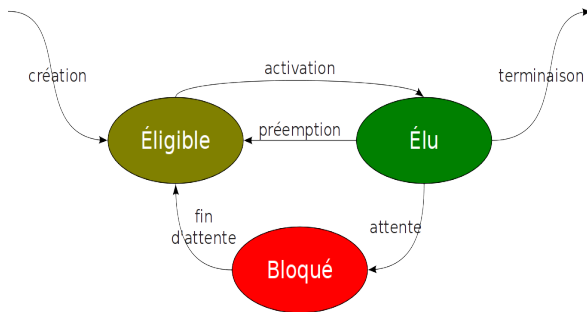 activation
création
terminaison
préemption
Éligible
Élu
fin
d'attente
attente
Bloqué